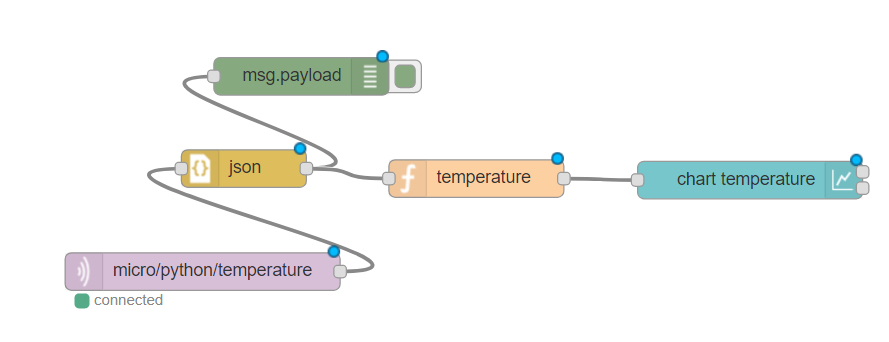 msg.payload
json
temperature
chart temperature
micro/python/temperature
connected